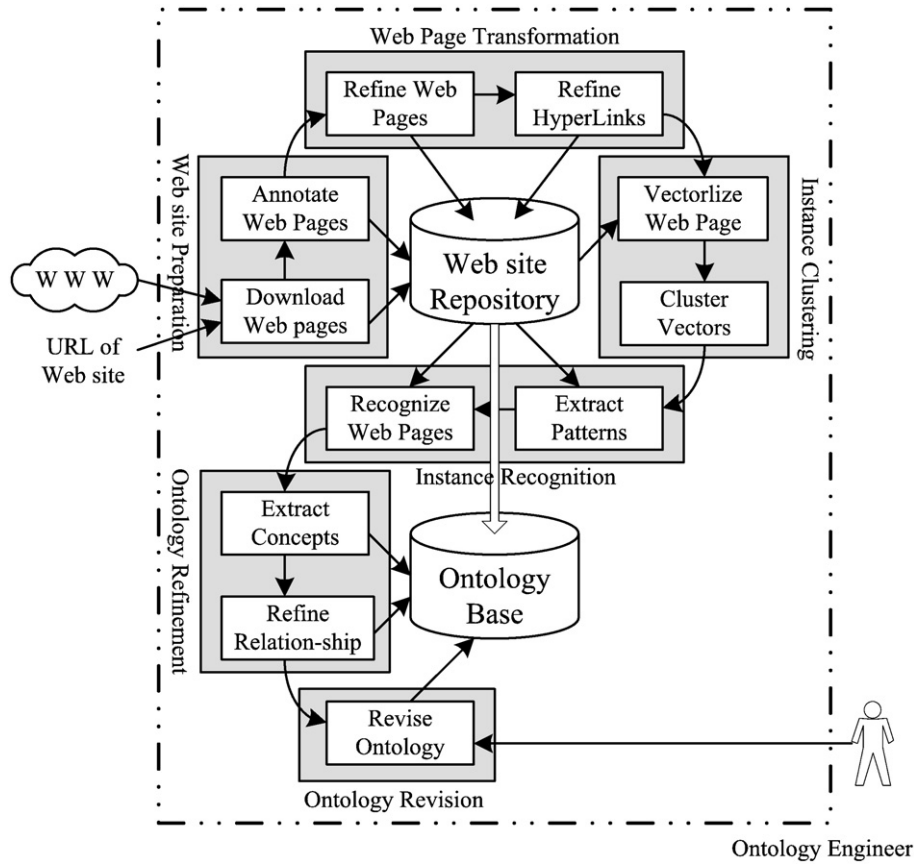 Web Page Transformation
Refine Web
Pages
Refine
HyperLinks
Web site Preparation
Annotate
Web Pages
Download
Web pages
W W W
URL of
Web site
Web site
Repository
Instance Clustering
Vectorlize
Web Page
Cluster
Vectors
Recognize
Web Pages
Extract
Patterns
Instance Recognition
Ontology Refinement
Extract
Concepts
Refine
Relation-ship
Ontology
Base
Revise
Ontology
Ontology Revision
Ontology Engineer